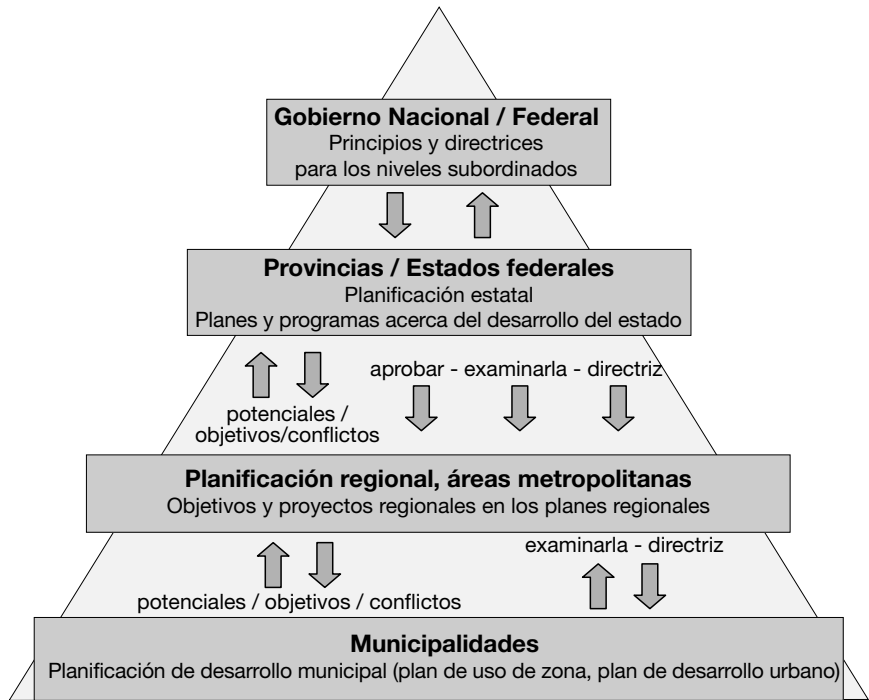 Gobierno Nacional / Federal
Principios y directrices
para los niveles subordinados
Provincias / Estados federales
Planificación estatal
Planes y programas acerca del desarrollo del estado
aprobar - examinarla - directriz
potenciales /
objetivos/conflictos
Planificación regional, áreas metropolitanas
Objetivos y proyectos regionales en los planes regionales
examinarla - directriz
potenciales / objetivos / conflictos
Municipalidades
Planificación de desarrollo municipal (plan de uso de zona, plan de desarrollo urbano)